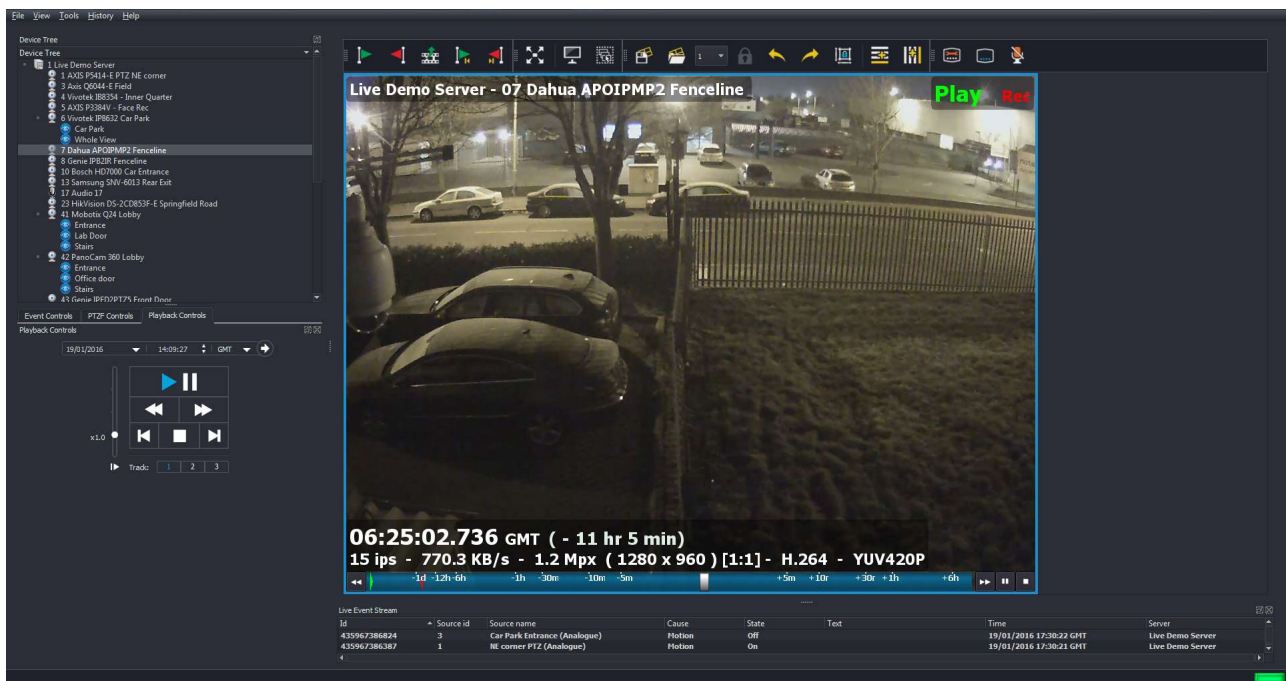 File View Tools History Help
Device Tree
Device Tree
1 Live Demo Server
1 AXIS P5414-E PTZ NE corner
3 Axis Q6044-E Field
4 Vivotek IB8354 - Inner Quarter
5 AXIS P3384V - Face Rec
6 Vivotek IP8632 Car Park
Car Park
Whole View
7 Dahua APOIPMP2 Fenceline
8 Genie IPB2IR Fenceline
10 Bosch HD7000 Car Entrance
13 Samsung SNV-6013 Rear Exit
17 Audio 17
23 HikVision DS-2CD853F-E Springfield Road
41 Mobotix Q24 Lobby
Entrance
Lab Door
Stairs
42 PanoCam 360 Lobby
Entrance
Office door
Stairs
43 Genie IPED2PTZ5 Front Door
Event Controls PTZF Controls Playback Controls
Playback Controls
19/01/2016 14:09:27 GMT
x1.0
Track: 1 2 3
1
Live Demo Server - 07 Dahua APOIPMP2 Fenceline
Play Rec
06:25:02.736 GMT ( - 11 hr 5 min)
15 ips - 770.3 KB/s - 1.2 Mpx ( 1280 x 960 ) [1:1] - H.264 - YUV420P
-1d -12h -6h -1h -30m -10m -5m +5m +10r +30r +1h +6h
Live Event Stream
Id Source id Source name Cause State Text Time Server
435967386824 3 Car Park Entrance (Analogue) Motion Off 19/01/2016 17:30:22 GMT Live Demo Server
435967386387 1 NE corner PTZ (Analogue) Motion On 19/01/2016 17:30:21 GMT Live Demo Server